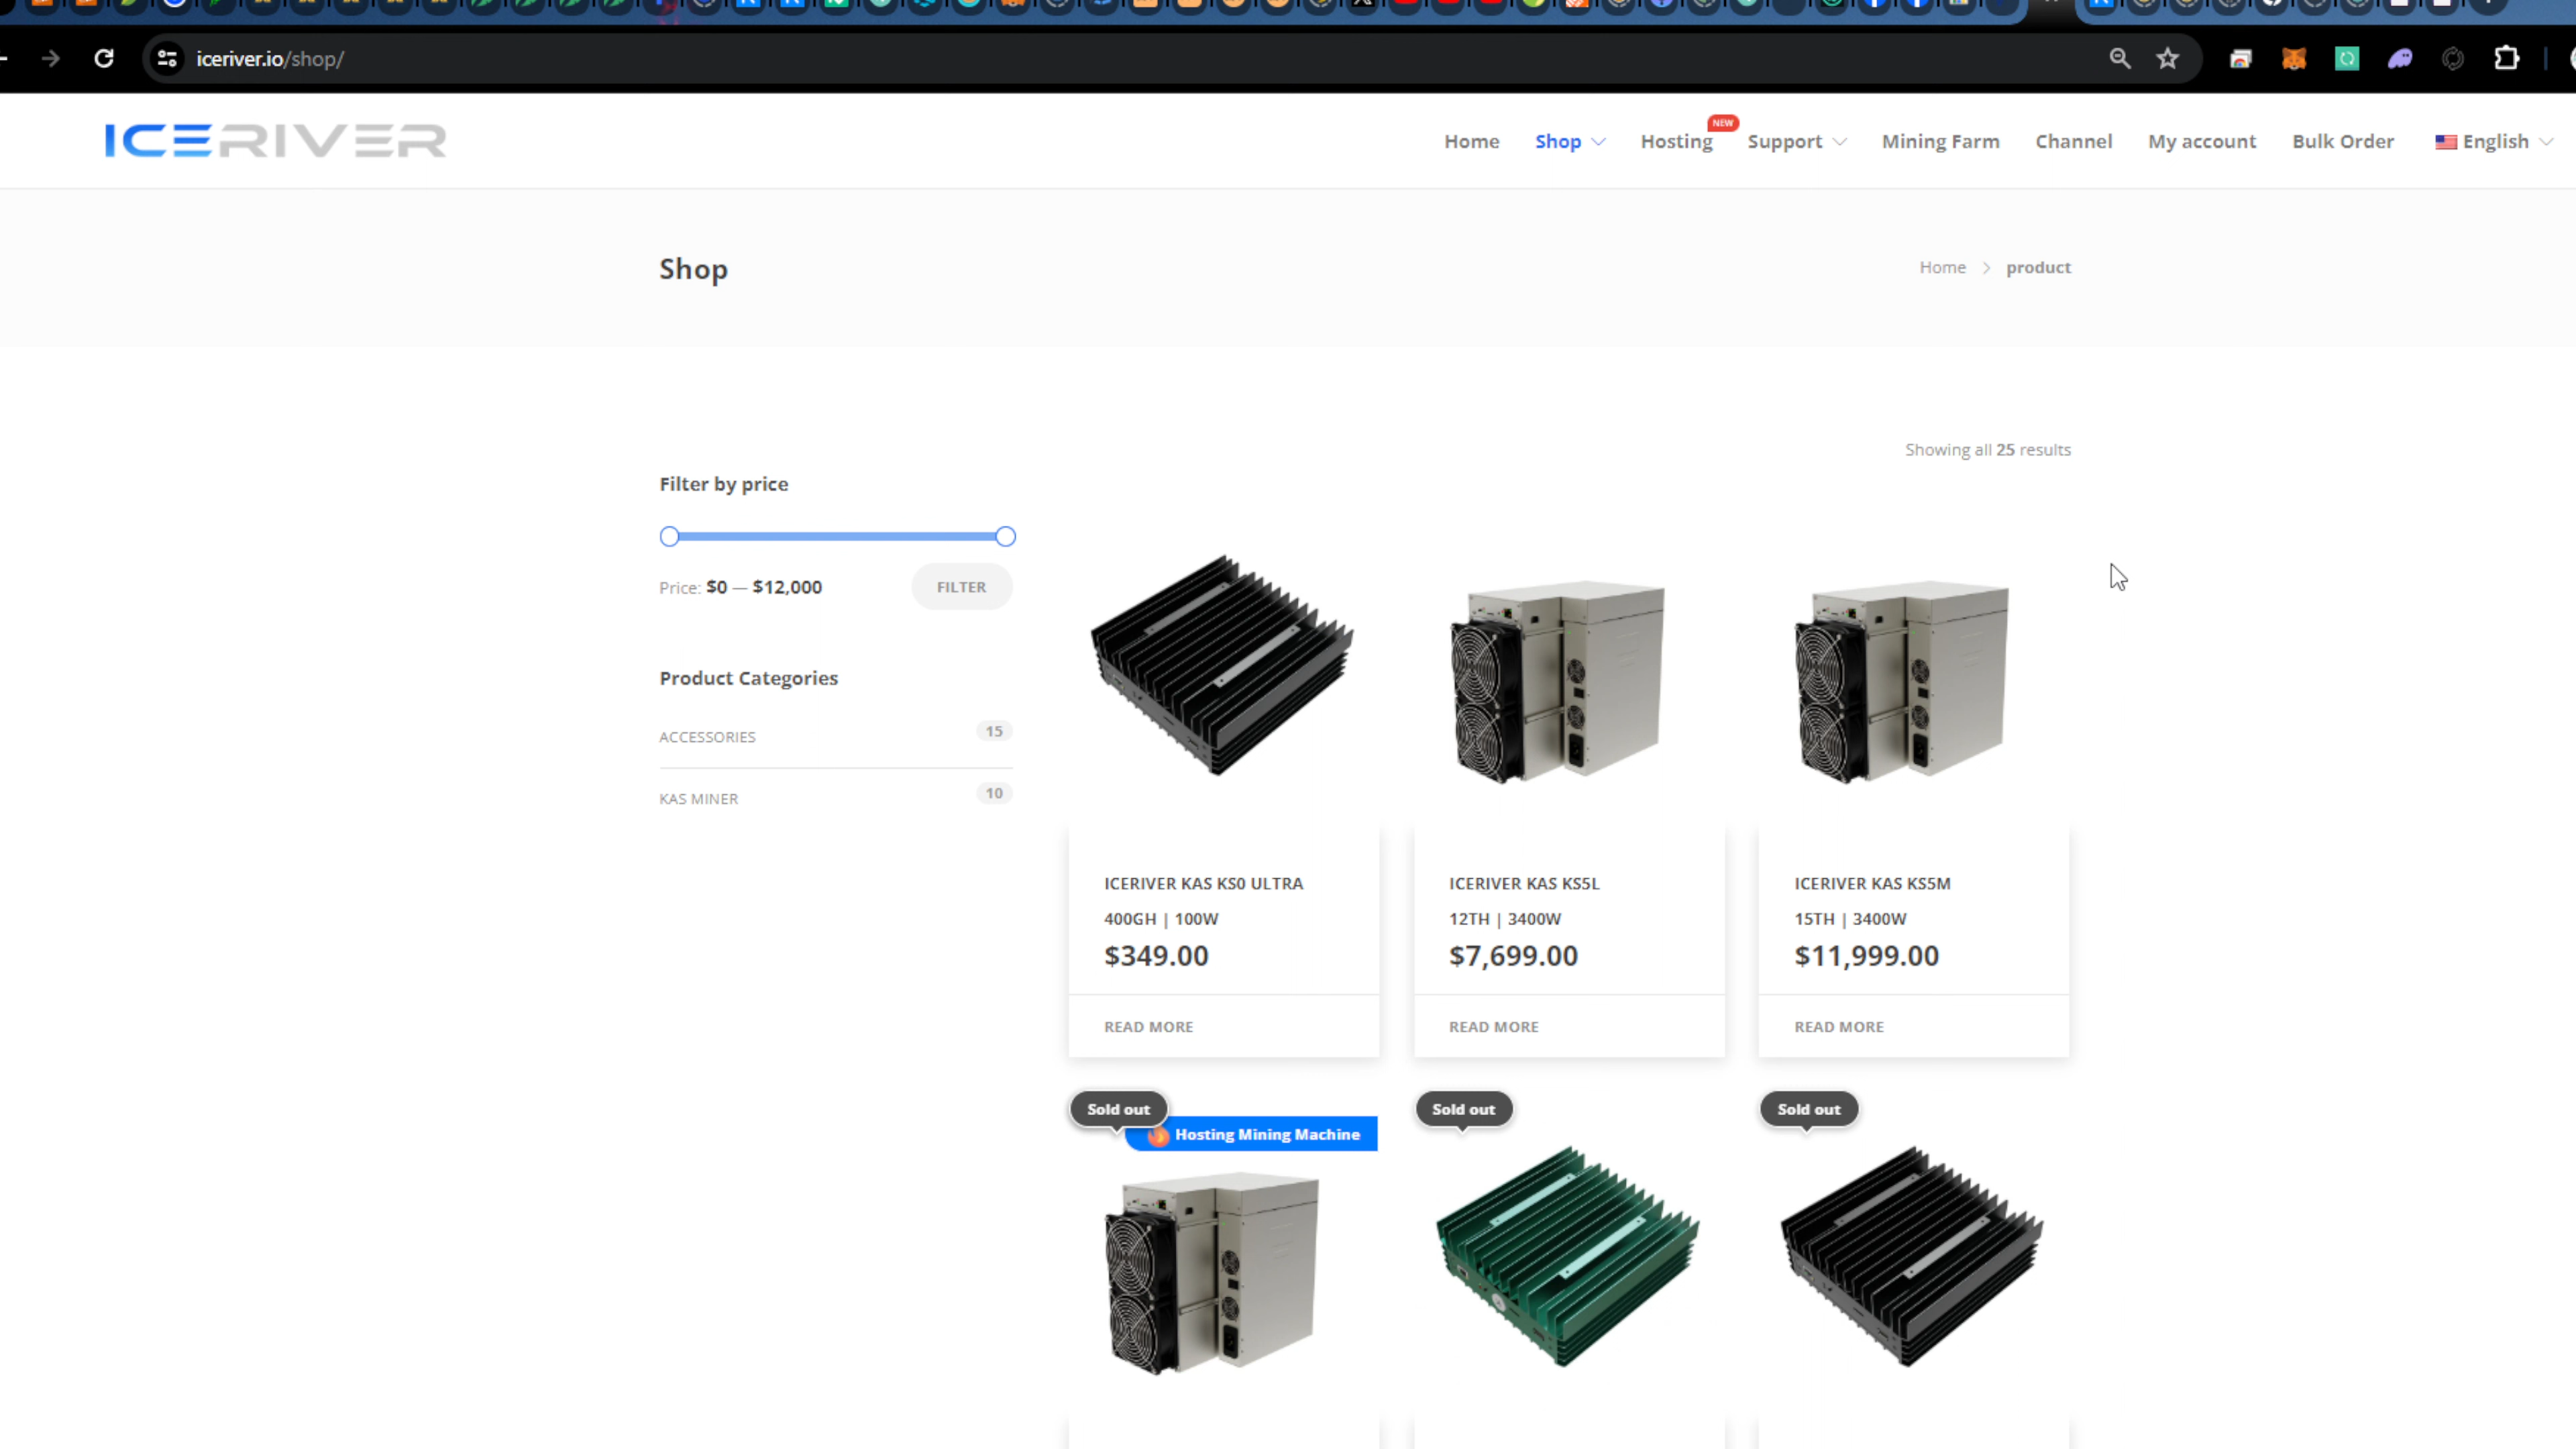 iceriver.io/shop/
ICERIVER
Home
Shop
Hosting
NEW
Support
Mining Farm
Channel
My account
Bulk Order
English
Shop
Home
product
Showing all 25 results
Filter by price
Price: $0 — $12,000
FILTER
Product Categories
ACCESSORIES
15
KAS MINER
10
ICERIVER KAS KS0 ULTRA
400GH | 100W
$349.00
READ MORE
ICERIVER KAS KS5L
12TH | 3400W
$7,699.00
READ MORE
ICERIVER KAS KS5M
15TH | 3400W
$11,999.00
READ MORE
Sold out
Hosting Mining Machine
Sold out
Sold out